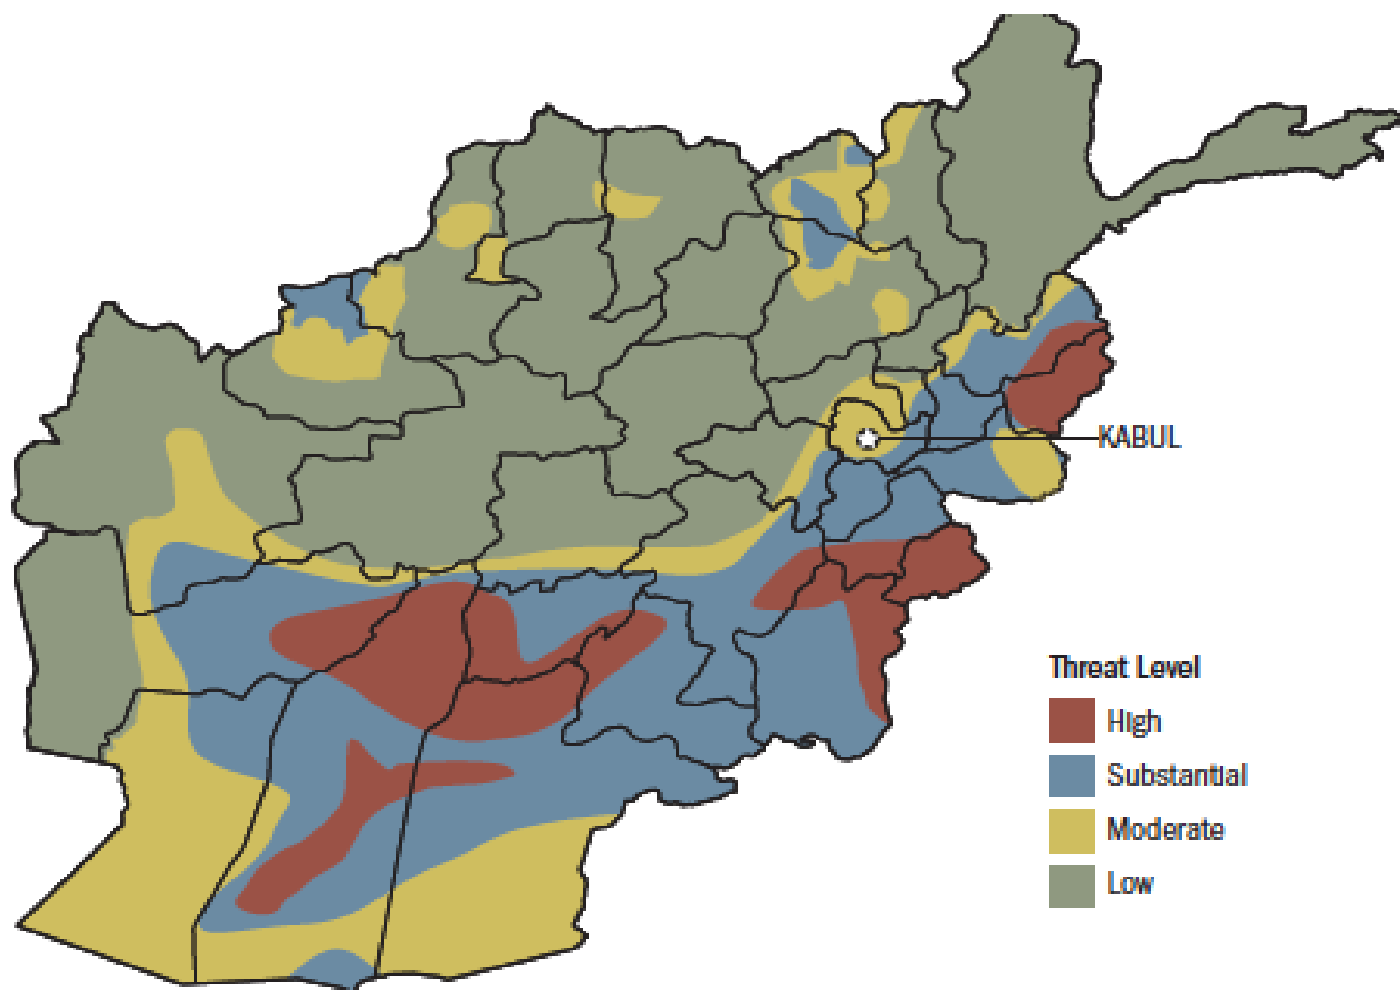 KABUL
Threat Level
High
Substantial
Moderate
Low